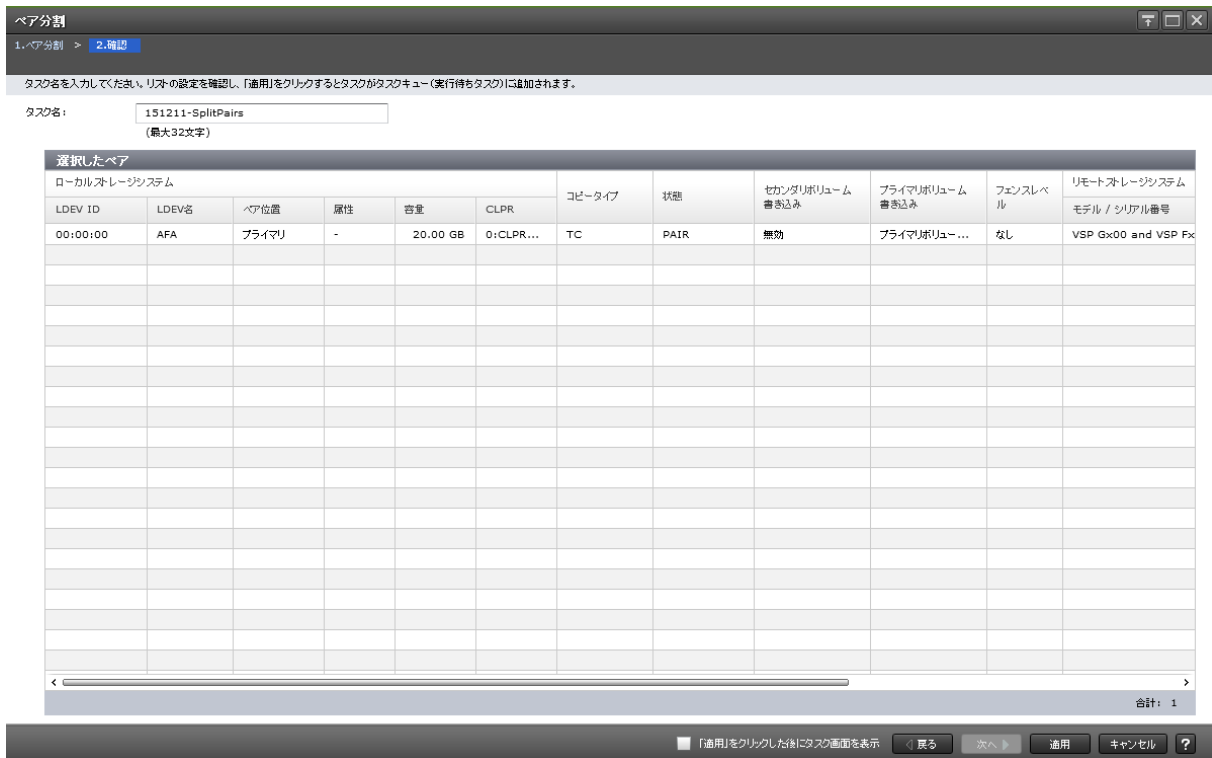 ペア分割
1.ペア分割 > 2.確認
タスク名を入力してください。リストの設定を確認し、「適用」をクリックするとタスクがタスクキュー(実行待ちタスク)に追加されます。
タスク名: 151211-SplitPairs
(最大32文字)
選択したペア
ローカルストレージシステム コピータイプ 状態 セカンダリボリューム書き込み プライマリボリューム書き込み フェンスレベル リモートストレージシステム
LDEV ID LDEV名 ペア位置 属性 容量 CLPR モデル / シリアル番号
00:00:00 AFA プライマリ - 20.00 GB 0:CLPR... TC PAIR 無効 プライマリボリュー... なし VSP Gx00 and VSP Fx
合計: 1
「適用」をクリックした後にタスク画面を表示 戻る 次へ 適用 キャンセル ?